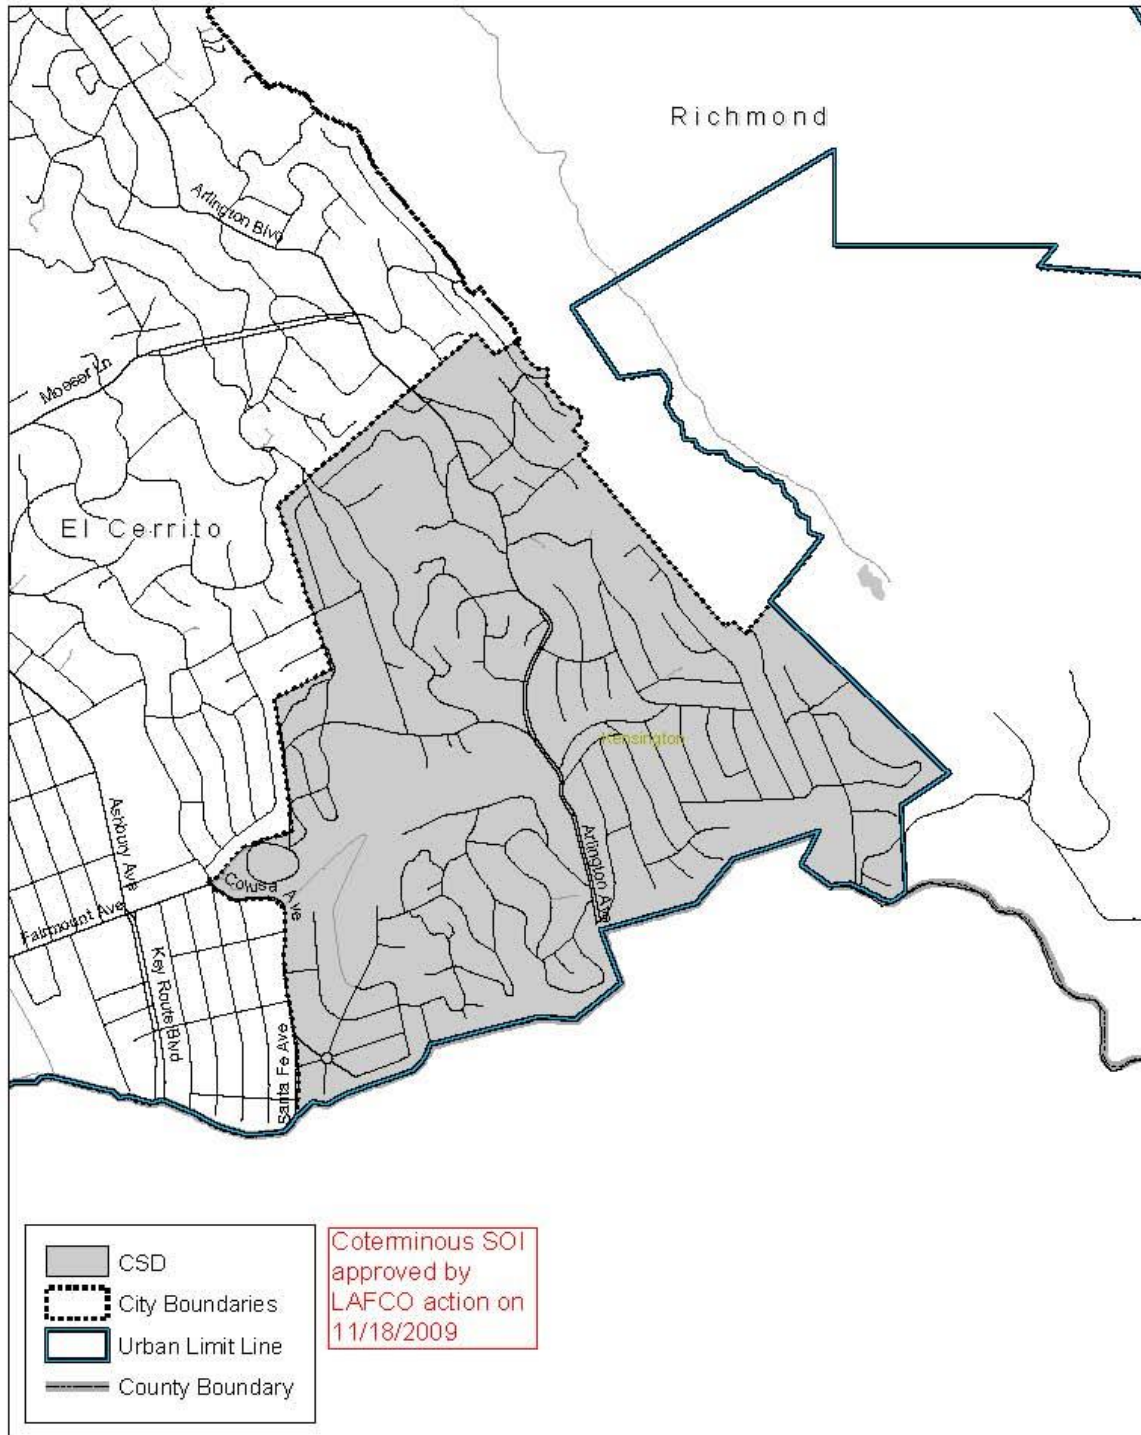 Richmond
Arlington Blvd
Moeser Ln
El Cerrito
Kensington
Ashbury Ave
Arlington Ave
Colusa Ave
Fairmount Ave
Key Route Blvd
Santa Fe Ave
CSD
City Boundaries
Urban Limit Line
County Boundary
Coterminous SOI
approved by
LAFCO action on
11/18/2009